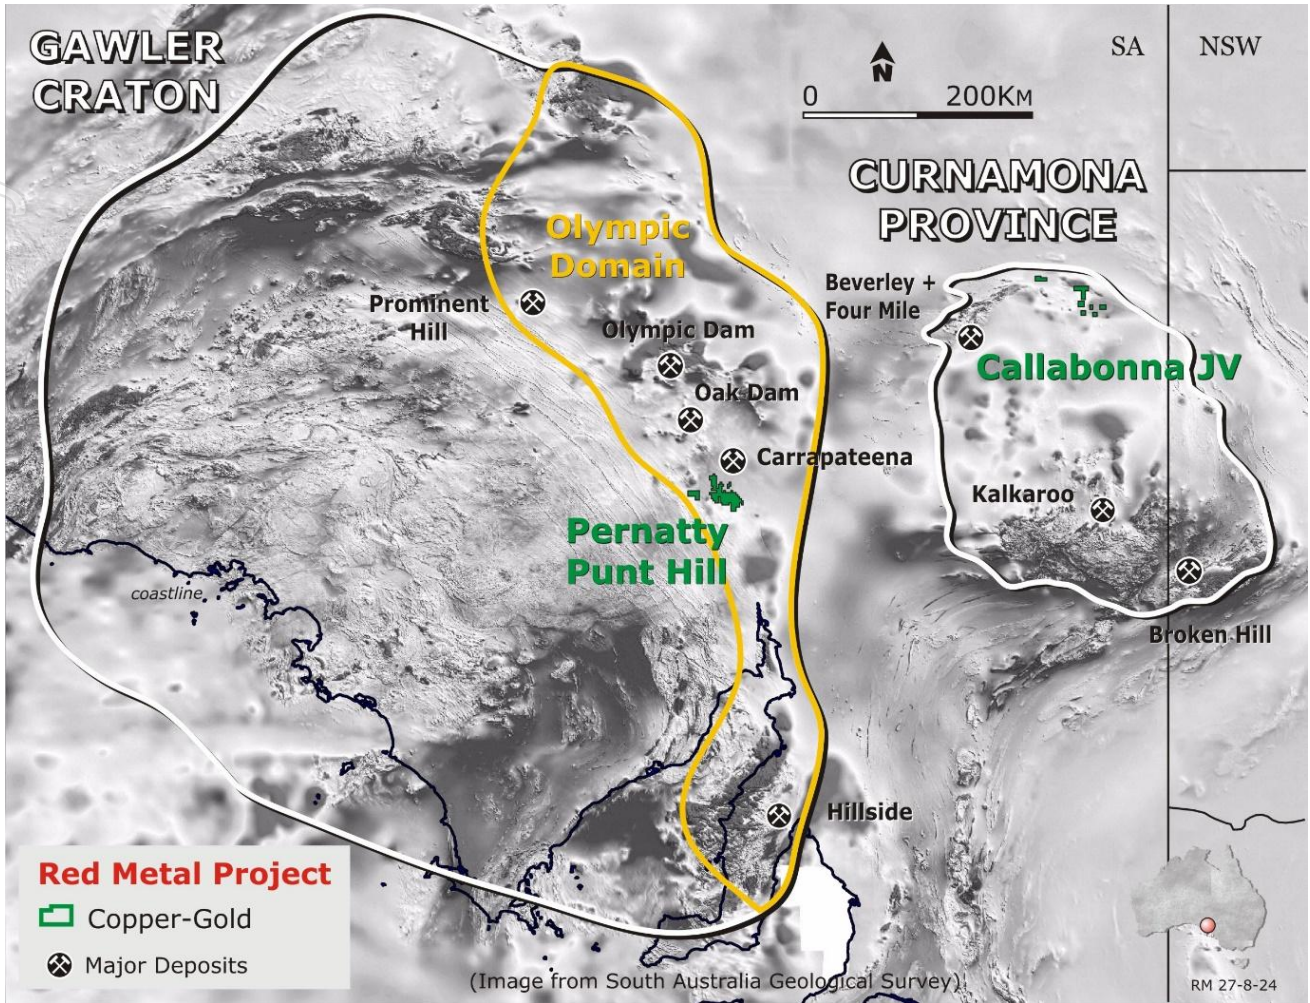 GAWLER
CRATON
SA
NSW
N
0
200KM
CURNAMONA
PROVINCE
Olympic
Domain
Beverley +
Four Mile
Prominent
Hill
Olympic Dam
Callabonna JV
Oak Dam
Carrapateena
Kalkaroo
Pernatty
Punt Hill
coastline
Broken Hill
Hillside
Red Metal Project
Copper-Gold
Major Deposits
(Image from South Australia Geological Survey)
RM 27-8-24